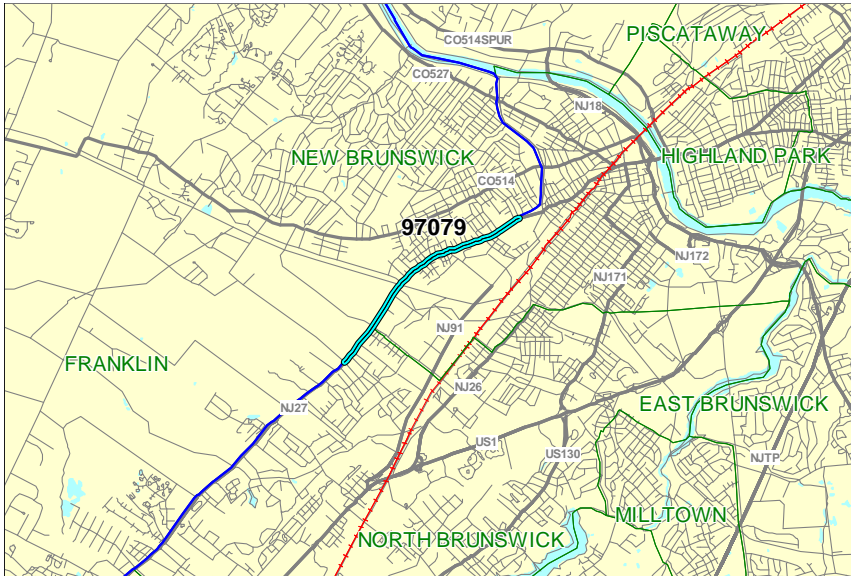 CO514SPUR
PISCATAWAY
CO527
NJ18
NEW BRUNSWICK
HIGHLAND PARK
CO514
97079
NJ172
NJ171
NJ91
FRANKLIN
NJ26
NJ27
EAST BRUNSWICK
US1
US130
NJTP
MILLTOWN
NORTH BRUNSWICK